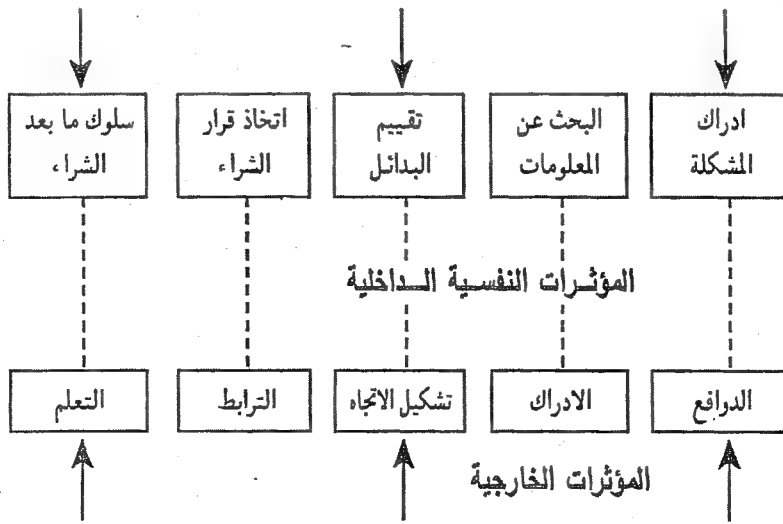 ادراك
المشكلة
البحث عن
المعلومات
تقييم
البدائل
اتخاذ قرار
الشراء
سلوك ما بعد
الشراء
المؤثرات النفسية الداخلية
الدوافع
الادراك
تشكيل الاتجاه
الترابط
التعلم
المؤثرات الخارجية